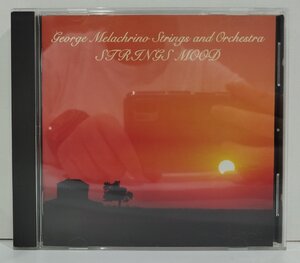 George Melachrino Strings and Orchestra
STRINGS MOOD